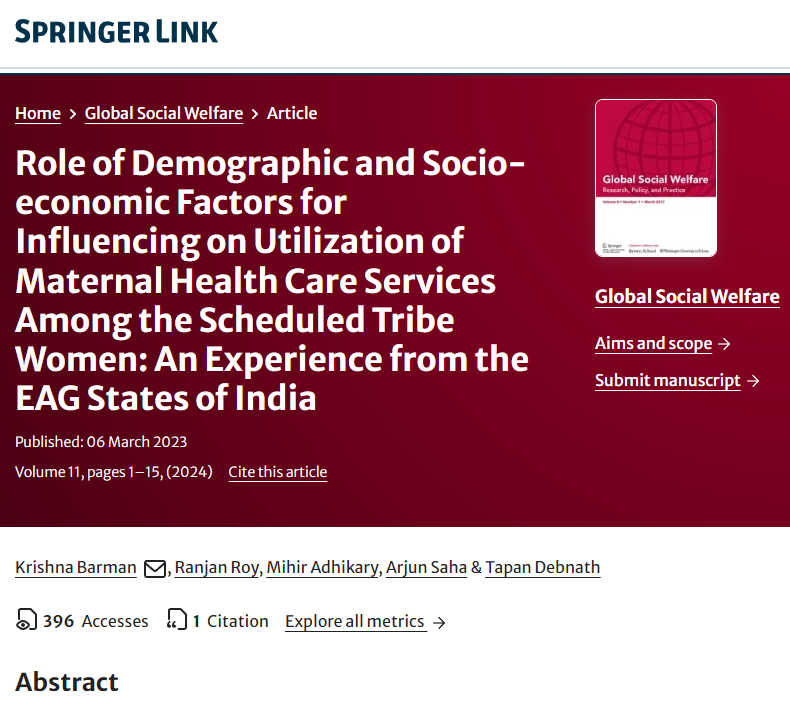 SPRINGER LINK
Home > Global Social Welfare > Article
Role of Demographic and Socio-
economic Factors for
Influencing on Utilization of
Maternal Health Care Services
Among the Scheduled Tribe
Women: An Experience from the
EAG States of India
Published: 06 March 2023
Volume 11, pages 1–15, (2024) Cite this article
Global Social Welfare
Research, Policy, and Practice
Volume 4 • Number 1 • March 2017
Springer
Global Social Welfare
Aims and scope →
Submit manuscript →
Krishna Barman, Ranjan Roy, Mihir Adhikary, Arjun Saha & Tapan Debnath
396 Accesses 1 Citation Explore all metrics →
Abstract